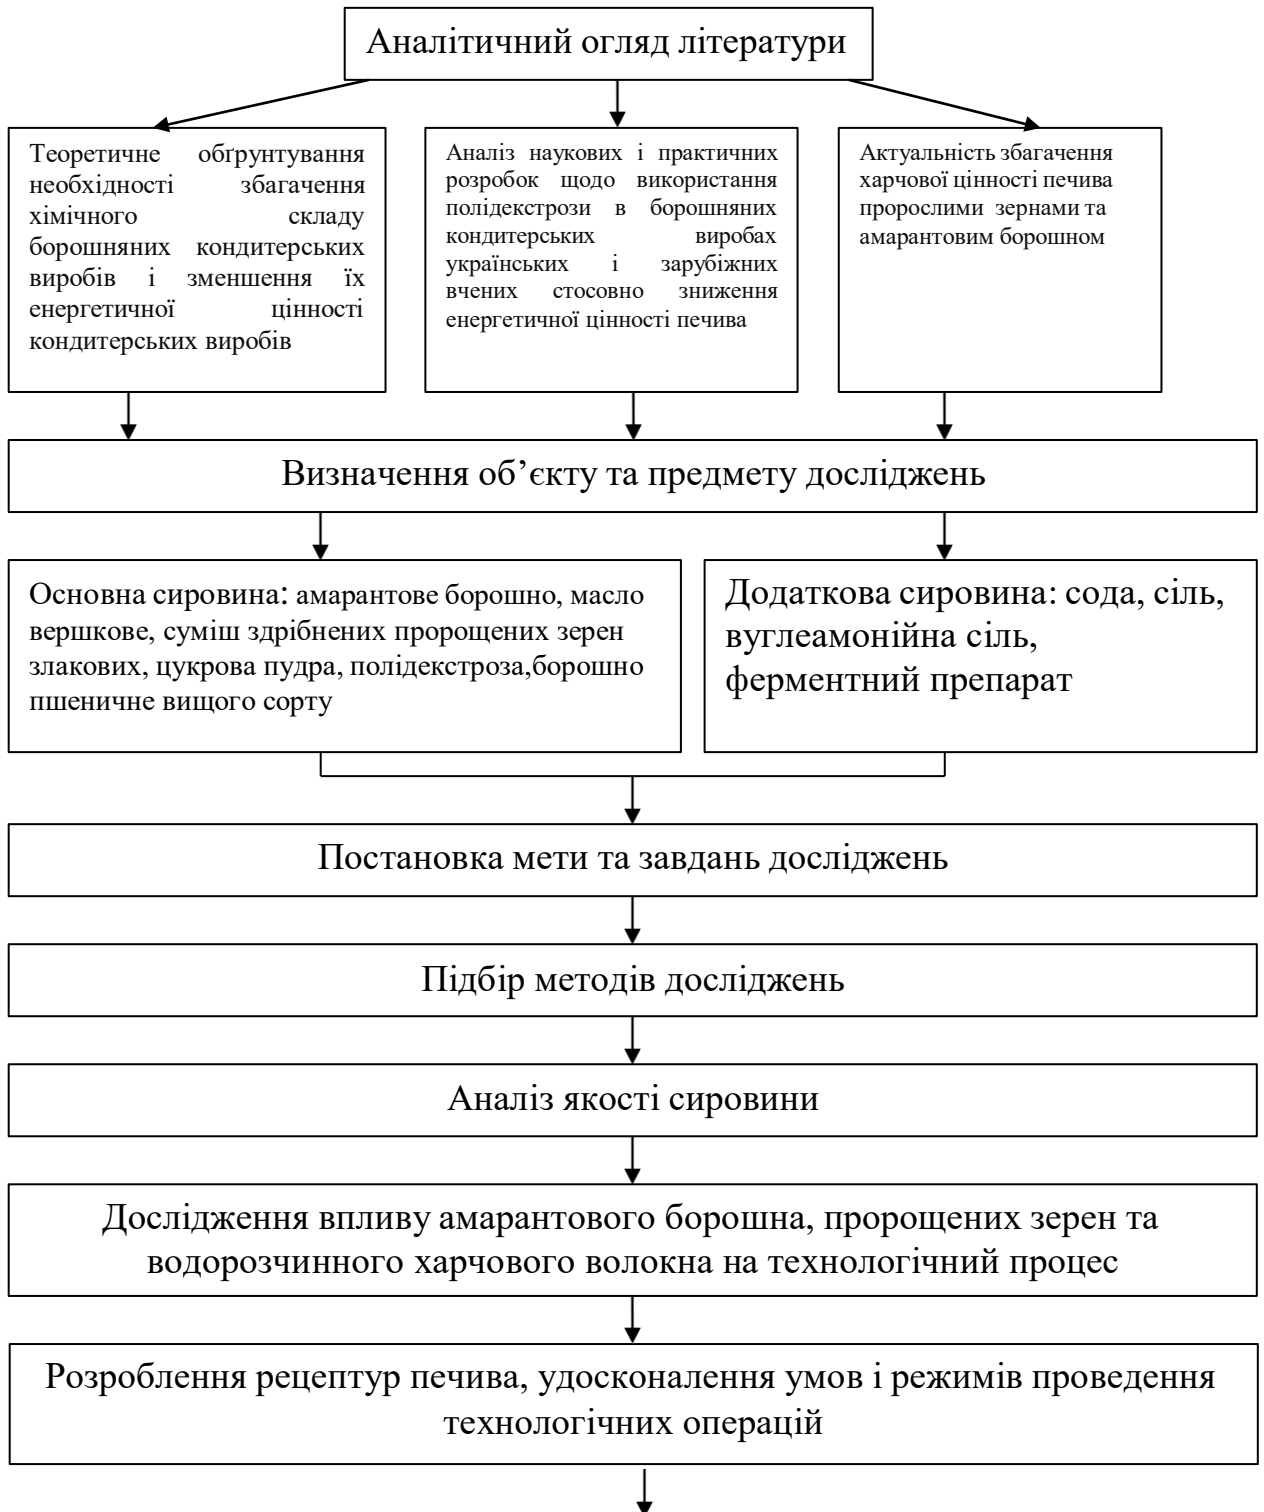 Аналітичний огляд літератури
Теоретичне обґрунтування
необхідності збагачення
хімічного складу
борошняних кондитерських
виробів і зменшення їх
енергетичної цінності
кондитерських виробів
Аналіз наукових і практичних
розробок щодо використання
полідекстрози в борошняних
кондитерських виробах
українських і зарубіжних
вчених стосовно зниження
енергетичної цінності печива
Актуальність збагачення
харчової цінності печива
пророслими зернами та
амарантовим борошном
Визначення об’єкту та предмету досліджень
Основна сировина: амарантове борошно, масло
вершкове, суміш здрібнених пророщених зерен
злакових, цукрова пудра, полідекстроза,борошно
пшеничне вищого сорту
Додаткова сировина: сода, сіль,
вуглеамонійна сіль,
ферментний препарат
Постановка мети та завдань досліджень
Підбір методів досліджень
Аналіз якості сировини
Дослідження впливу амарантового борошна, пророщених зерен та
водорозчинного харчового волокна на технологічний процес
Розроблення рецептур печива, удосконалення умов і режимів проведення
технологічних операцій